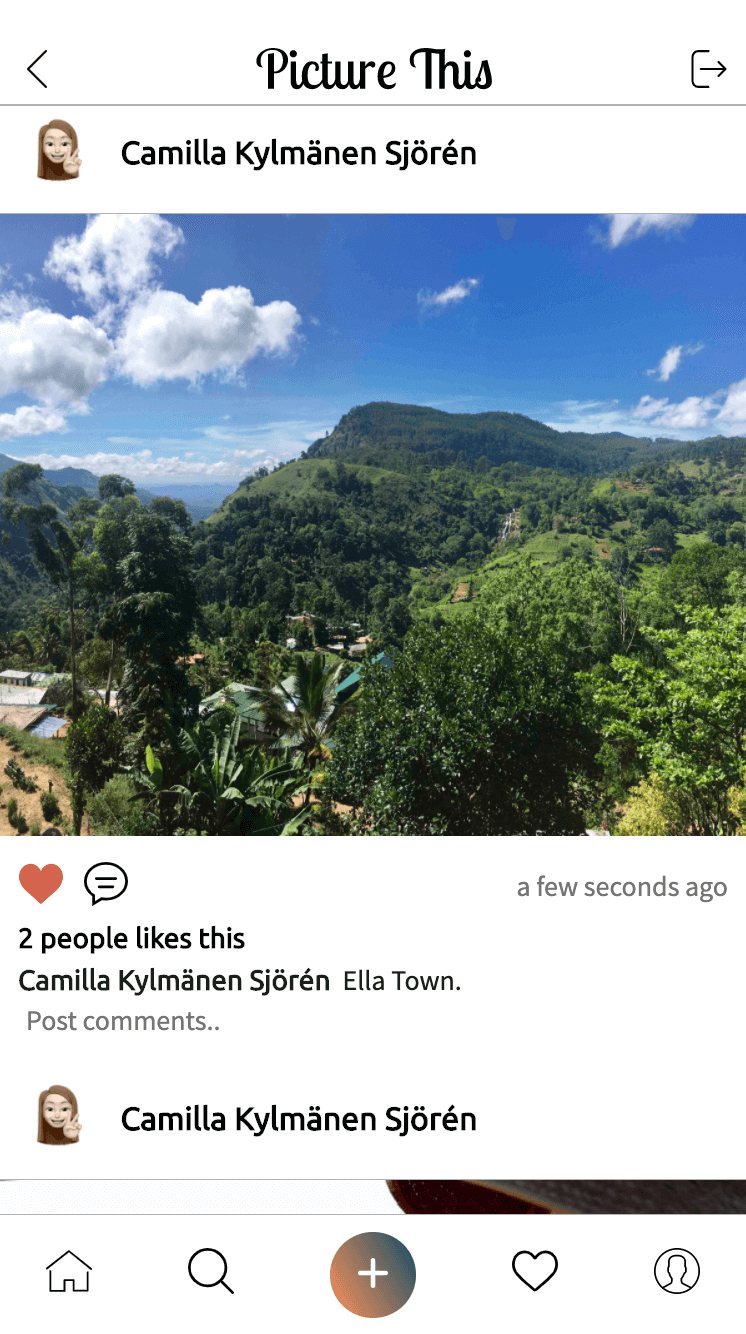 Picture This
Camilla Kylmänen Sjörén
a few seconds ago
2 people likes this
Camilla Kylmänen Sjörén Ella Town.
Post comments..
Camilla Kylmänen Sjörén